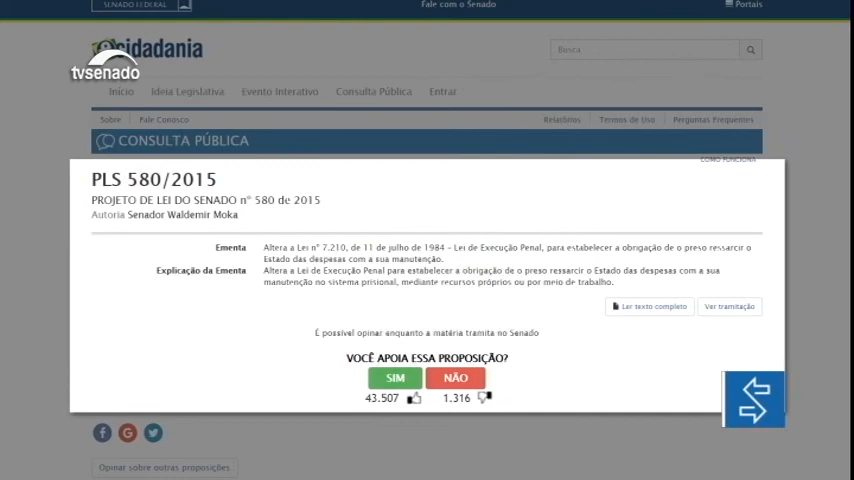 SENADO FEDERAL
Fale com o Senado
Portais
ecidadania
tvsenado
Busca
Início Ideia Legislativa Evento Interativo Consulta Pública Entrar
Sobre Fale Conosco Relatórios Termos de Uso Perguntas Frequentes
CONSULTA PÚBLICA
COMO FUNCIONA
PLS 580/2015
PROJETO DE LEI DO SENADO nº 580 de 2015
Autoria Senador Waldemir Moka
Ementa Altera a Lei nº 7.210, de 11 de julho de 1984 - Lei de Execução Penal, para estabelecer a obrigação de o preso ressarcir o
Estado das despesas com a sua manutenção.
Explicação da Ementa Altera a Lei de Execução Penal para estabelecer a obrigação de o preso ressarcir o Estado das despesas com a sua
manutenção no sistema prisional, mediante recursos próprios ou por meio de trabalho.
Ler texto completo Ver tramitação
É possível opinar enquanto a matéria tramita no Senado
VOCÊ APOIA ESSA PROPOSIÇÃO?
SIM NÃO
43.507 1.316
Opinar sobre outras proposições